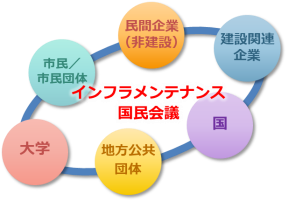 民間企業
（非建設）
建設関連
企業
市民／
市民団体
インフラメンテナンス
国民会議
国
大学
地方公共
団体